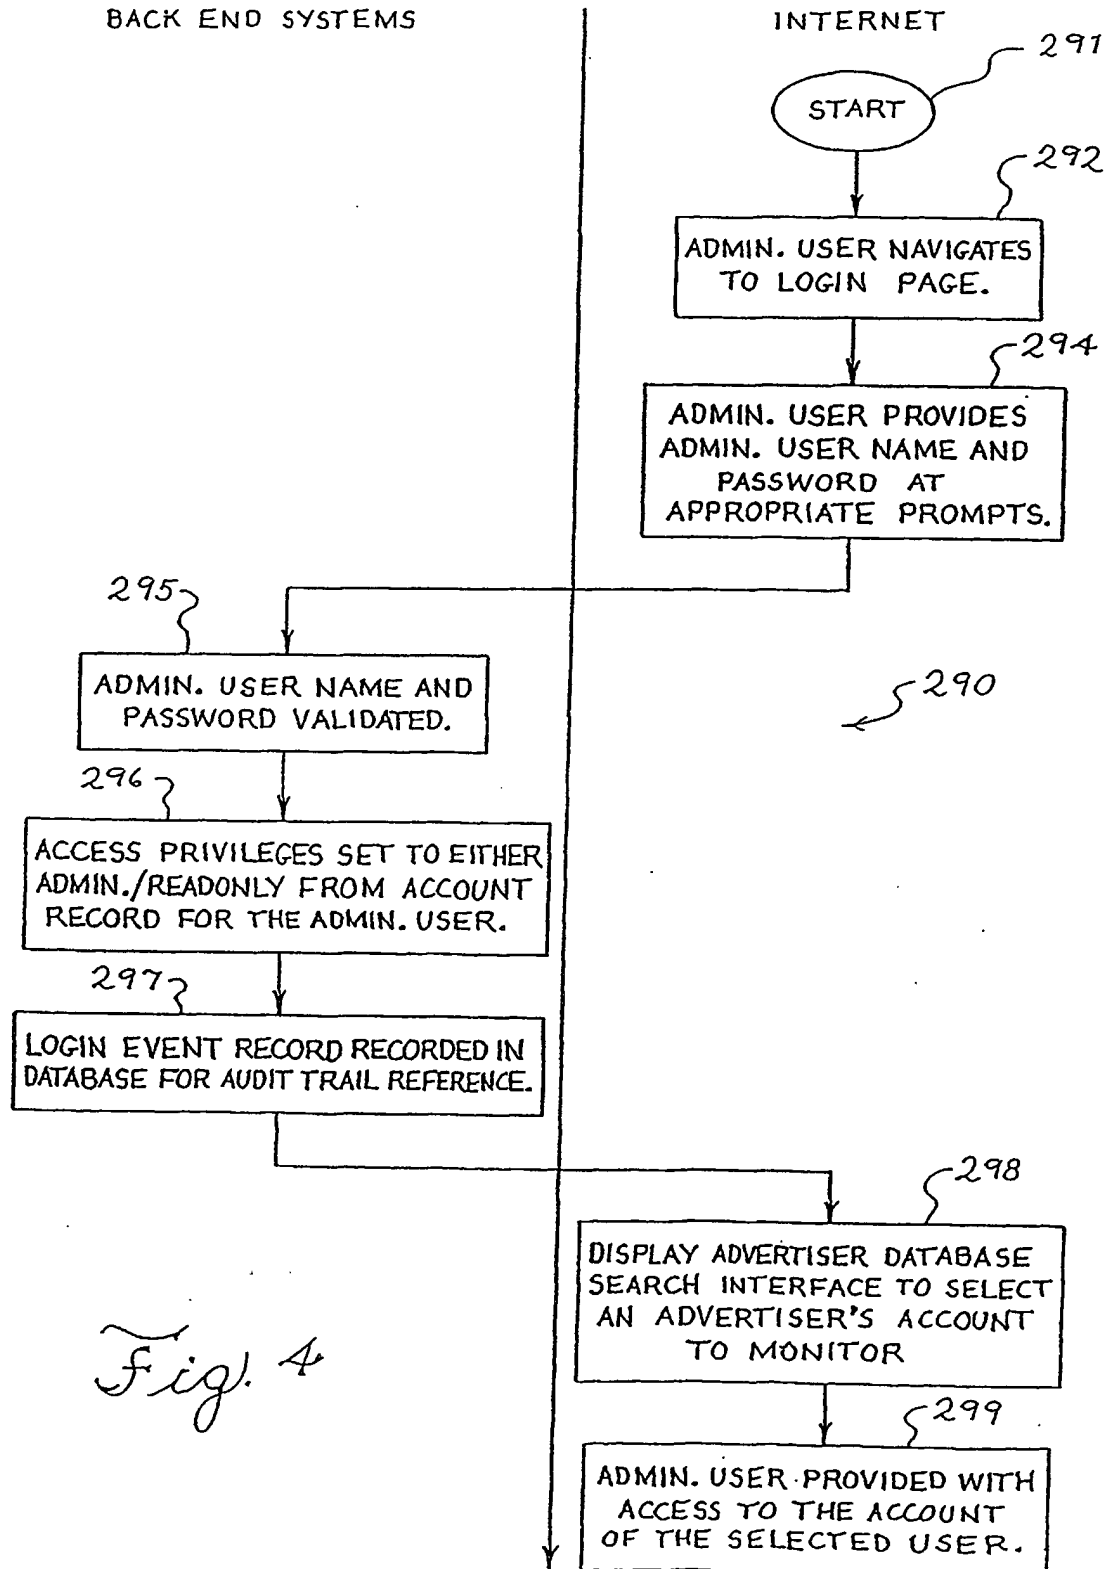 BACK END SYSTEMS
INTERNET
291
START
292
ADMIN. USER NAVIGATES
TO LOGIN PAGE.
294
ADMIN. USER PROVIDES
ADMIN. USER NAME AND
PASSWORD AT
APPROPRIATE PROMPTS.
295
ADMIN. USER NAME AND
PASSWORD VALIDATED.
290
296
ACCESS PRIVILEGES SET TO EITHER
ADMIN./READONLY FROM ACCOUNT
RECORD FOR THE ADMIN. USER.
297
LOGIN EVENT RECORD RECORDED IN
DATABASE FOR AUDIT TRAIL REFERENCE.
298
DISPLAY ADVERTISER DATABASE
SEARCH INTERFACE TO SELECT
AN ADVERTISER'S ACCOUNT
TO MONITOR
Fig. 4
299
ADMIN. USER PROVIDED WITH
ACCESS TO THE ACCOUNT
OF THE SELECTED USER.